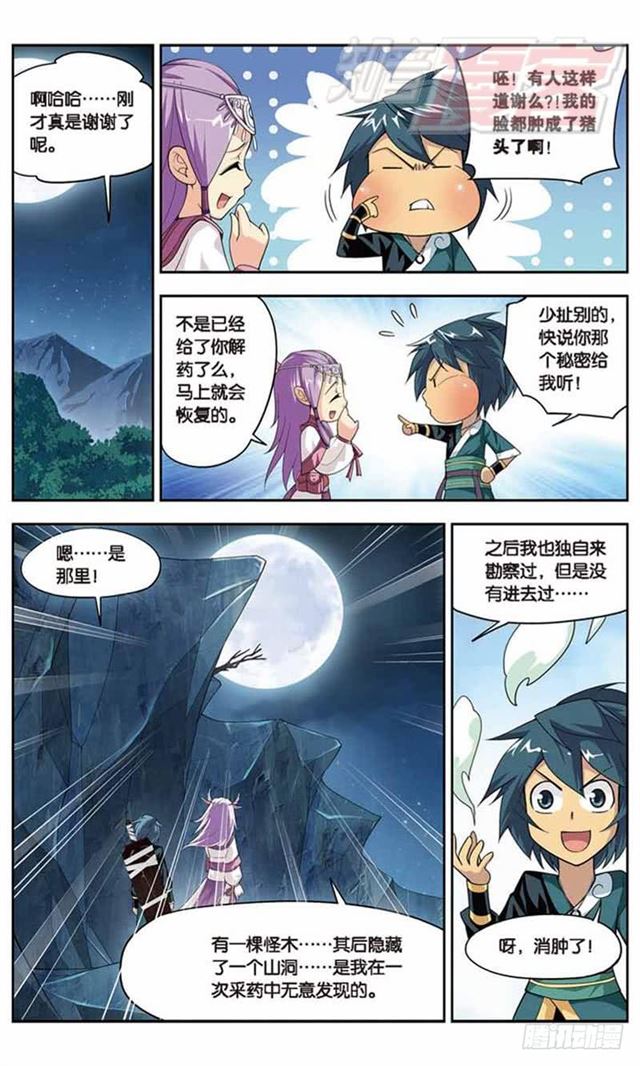 啊哈哈……刚
才真是谢谢了
呢。
呸！有人这样
道谢么？！我的
脸都肿成了猪
头了啊！
知音漫客
不是已经
给了你解
药了么，
马上就会
恢复的。
少扯别的，
快说你那
个秘密给
我听！
嗯……是
那里！
有一棵怪木……其后隐藏
了一个山洞……是我在一
次采药中无意发现的。
之后我也独自来
勘察过，但是没
有进去过……
呀，消肿了！
腾讯动漫